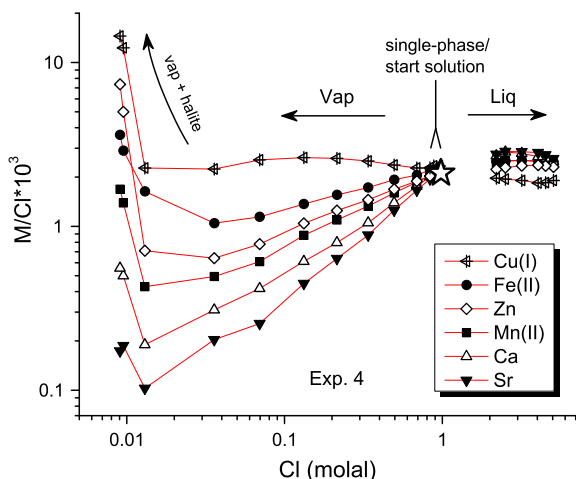 single-phase/
start solution
Vap
Liq
vap + halite
M/Cl*10³
10
1
0.1
Cu(I)
Fe(II)
Zn
Mn(II)
Ca
Sr
Exp. 4
0.01
0.1
1
Cl (molal)